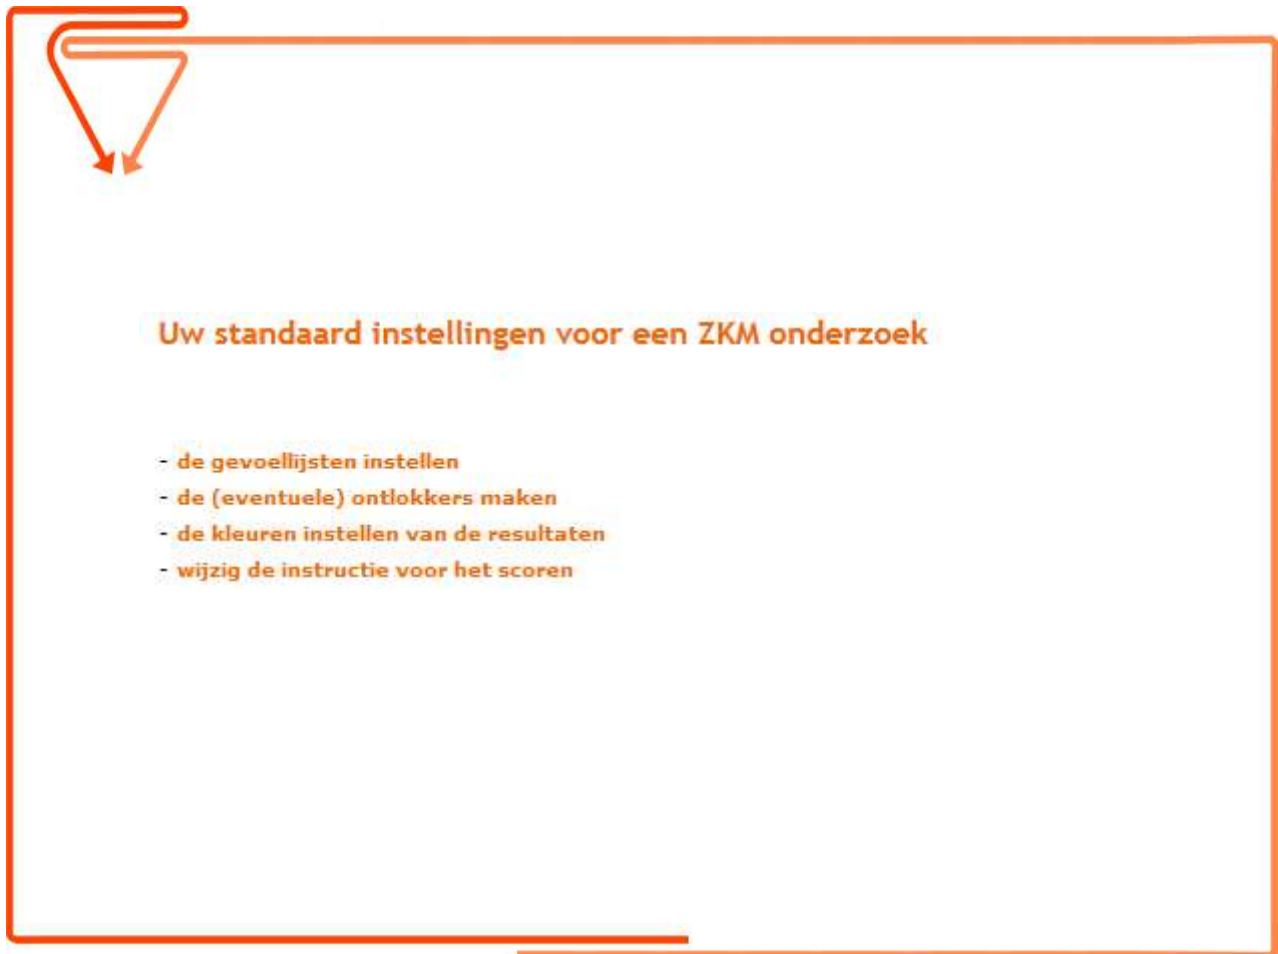 Uw standaard instellingen voor een ZKM onderzoek
- de gevoellijsten instellen
- de (eventuele) ontlokkers maken
- de kleuren instellen van de resultaten
- wijzig de instructie voor het scoren